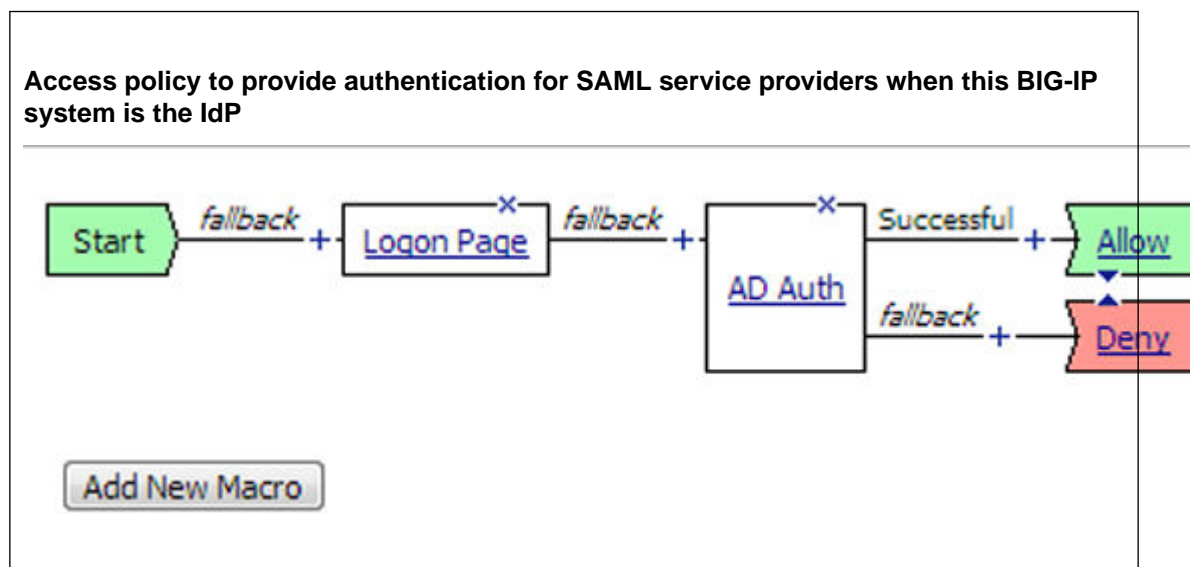 Access policy to provide authentication for SAML service providers when this BIG-IP
system is the IdP
Start
fallback
+
Logon Page
×
fallback
+
AD Auth
×
Successful
+
Allow
fallback
+
Deny
Add New Macro